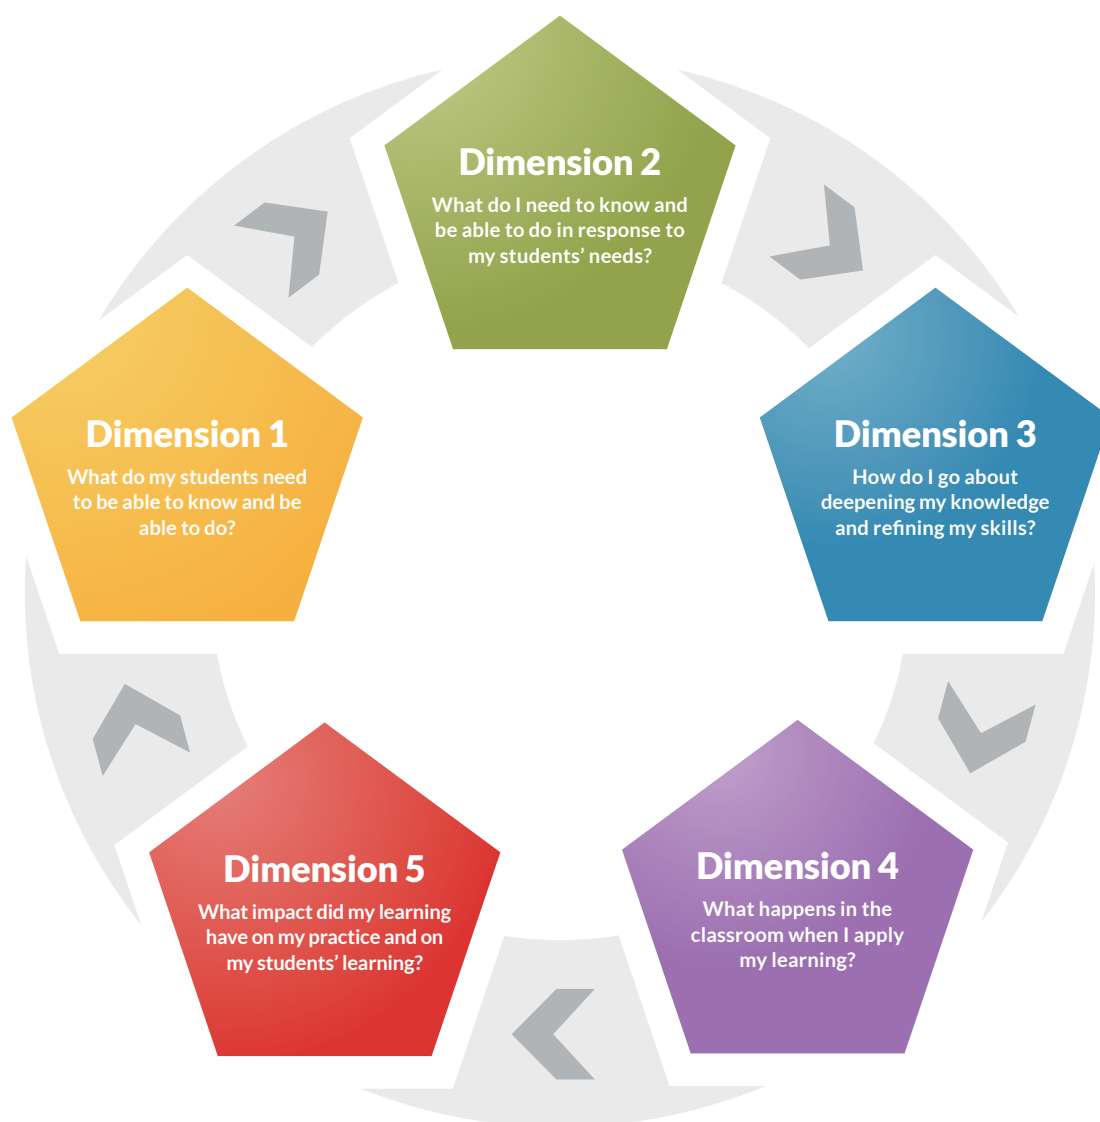 Dimension 2
What do I need to know and
be able to do in response to
my students’ needs?
Dimension 1
What do my students need
to be able to know and be
able to do?
Dimension 3
How do I go about
deepening my knowledge
and refining my skills?
Dimension 5
What impact did my learning
have on my practice and on
my students’ learning?
Dimension 4
What happens in the
classroom when I apply
my learning?